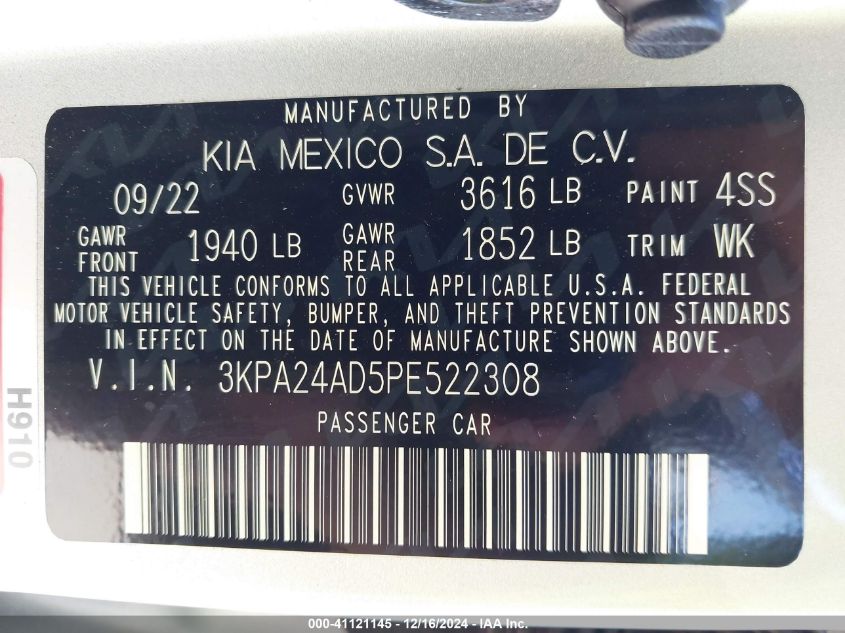 MANUFACTURED BY
KIA MEXICO S.A. DE C.V.
09/22 GVWR 3616 LB PAINT 4SS
GAWR FRONT 1940 LB GAWR REAR 1852 LB TRIM WK
THIS VEHICLE CONFORMS TO ALL APPLICABLE U.S.A. FEDERAL
MOTOR VEHICLE SAFETY, BUMPER, AND THEFT PREVENTION STANDARDS
IN EFFECT ON THE DATE OF MANUFACTURE SHOWN ABOVE.
V.I.N. 3KPA24AD5PE522308
PASSENGER CAR
H910
000-41121145 - 12/16/2024 - IAA Inc.